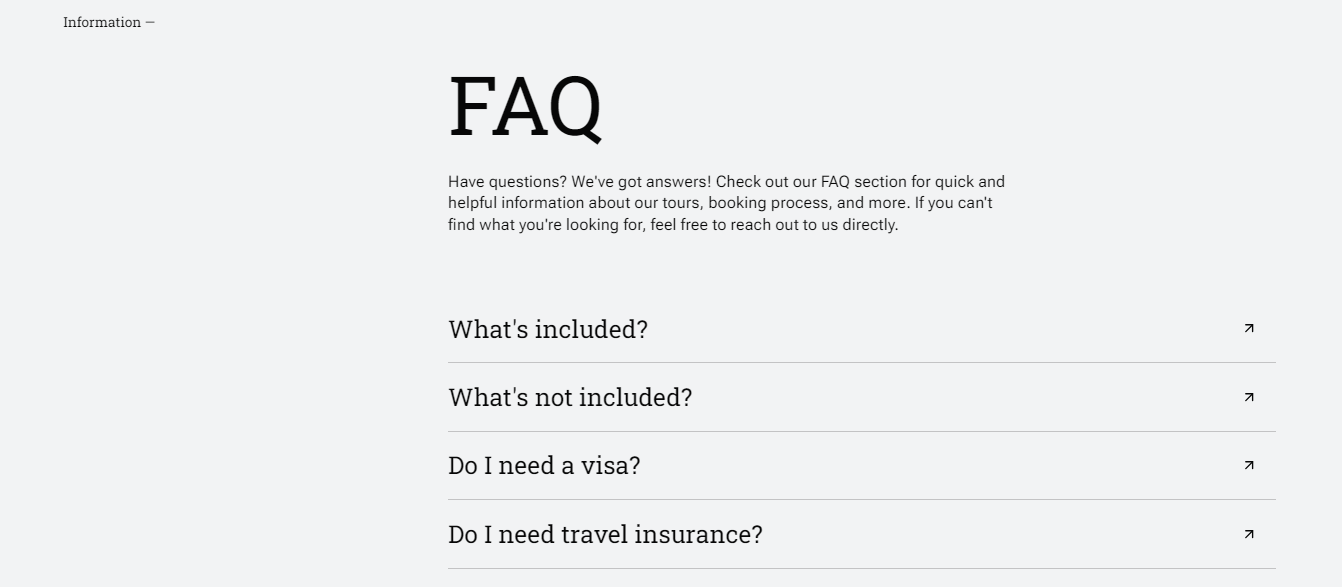 Information —
FAQ
Have questions? We've got answers! Check out our FAQ section for quick and
helpful information about our tours, booking process, and more. If you can't
find what you're looking for, feel free to reach out to us directly.
What's included?
What's not included?
Do I need a visa?
Do I need travel insurance?